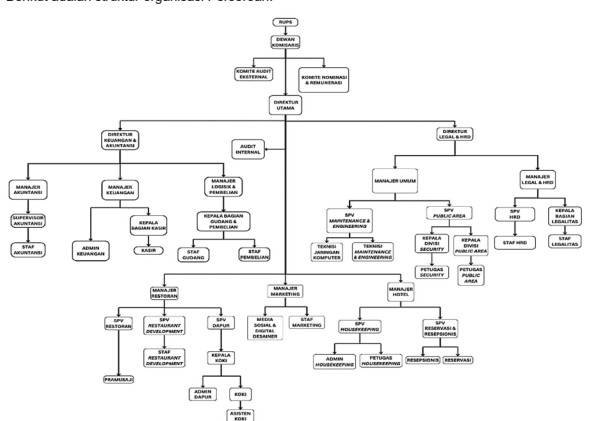 RUPS
DEWAN
KOMISARIS
KOMITE AUDIT
EKSTERNAL
KOMITE NOMINASI
& REMUNERASI
DIREKTUR
UTAMA
DIREKTUR
KEUANGAN &
AKUNTANSI
AUDIT
INTERNAL
DIREKTUR
LEGAL & HRD
MANAJER
AKUNTANSI
MANAJER
KEUANGAN
MANAJER
LOGISIK &
PEMBELIAN
MANAJER UMUM
MANAJER
LEGAL & HRD
SUPERVISOR
AKUNTANSI
STAF
AKUNTANSI
ADMIN
KEUANGAN
KEPALA
BAGIAN KASIR
KASIR
KEPALA BAGIAN
GUDANG &
PEMBELIAN
STAF
GUDANG
STAF
PEMBELIAN
SPV
MAINTENANCE &
ENGINEERING
SPV
PUBLIC AREA
SPV
HRD
KEPALA
BAGIAN
LEGALITAS
TEKNISI
JARINGAN
KOMPUTER
TEKNISI
MAINTENANCE
& ENGINEERING
KEPALA
DIVISI
SECURITY
KEPALA
DIVISI
PUBLIC AREA
STAF HRD
STAF
LEGALITAS
PETUGAS
SECURITY
PETUGAS
PUBLIC
AREA
MANAJER
RESTORAN
MANAJER
MARKETING
MANAJER
HOTEL
SPV
RESTORAN
SPV
RESTAURANT
DEVELOPMENT
SPV
DAPUR
MEDIA
SOSIAL &
DIGITAL
DESAINER
STAF
MARKETING
SPV
HOUSEKEEPING
SPV
RESERVASI &
RESEPSIONIS
STAF
RESTAURANT
DEVELOPMENT
KEPALA
KOKI
ADMIN
HOUSEKEEPING
PETUGAS
HOUSEKEEPING
RESEPSIONIS
RESERVASI
PRAMUSAJI
ADMIN
DAPUR
KOKI
ASISTEN
KOKI